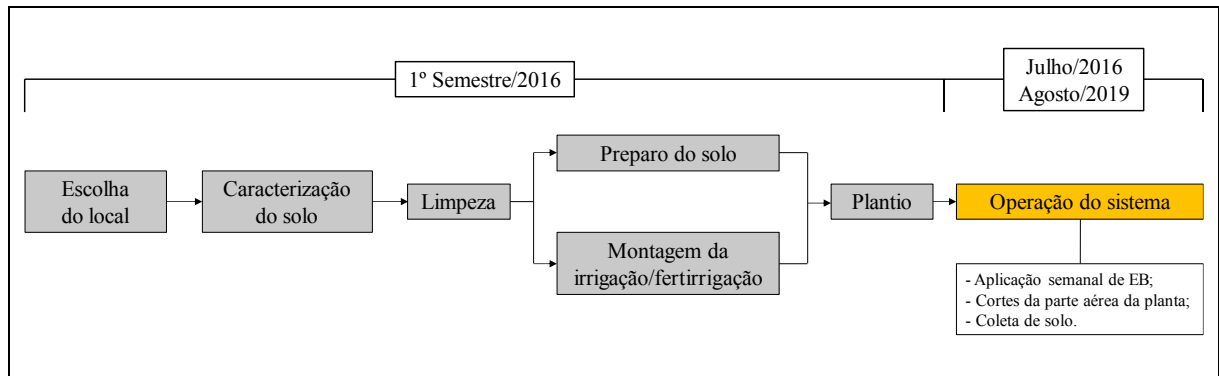 1º Semestre/2016
Julho/2016
Agosto/2019
Escolha
do local
Caracterização
do solo
Limpeza
Preparo do solo
Montagem da
irrigação/fertirrigação
Plantio
Operação do sistema
- Aplicação semanal de EB;
- Cortes da parte aérea da planta;
- Coleta de solo.